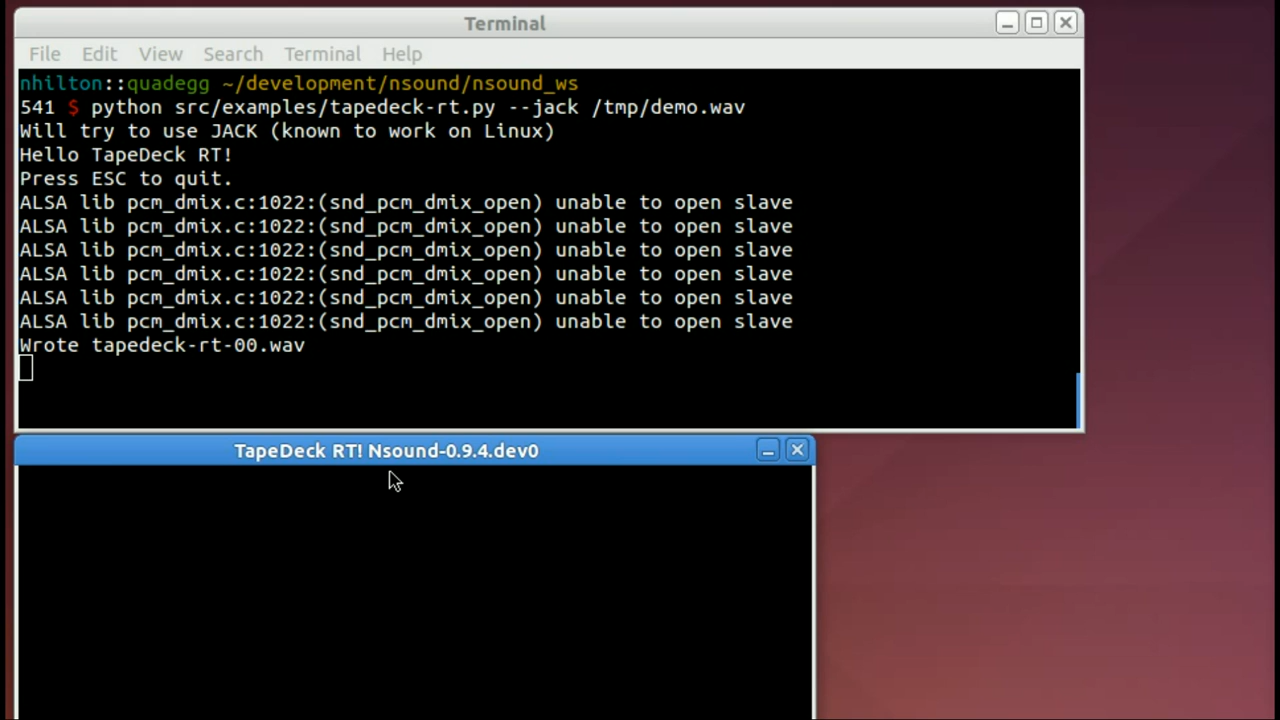 Terminal
File Edit View Search Terminal Help
nhilton::quadegg ~/development/nsound/nsound_ws
541 $ python src/examples/tapedeck-rt.py --jack /tmp/demo.wav
Will try to use JACK (known to work on Linux)
Hello TapeDeck RT!
Press ESC to quit.
ALSA lib pcm_dmix.c:1022:(snd_pcm_dmix_open) unable to open slave
ALSA lib pcm_dmix.c:1022:(snd_pcm_dmix_open) unable to open slave
ALSA lib pcm_dmix.c:1022:(snd_pcm_dmix_open) unable to open slave
ALSA lib pcm_dmix.c:1022:(snd_pcm_dmix_open) unable to open slave
ALSA lib pcm_dmix.c:1022:(snd_pcm_dmix_open) unable to open slave
ALSA lib pcm_dmix.c:1022:(snd_pcm_dmix_open) unable to open slave
Wrote tapedeck-rt-00.wav
TapeDeck RT! Nsound-0.9.4.dev0